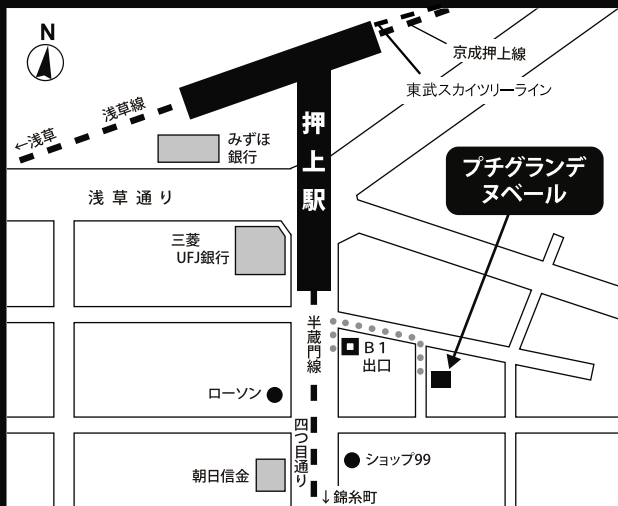 N
京成押上線
東武スカイツリーライン
浅草線
←浅草
みずほ
銀行
押上駅
プチグランデ
ヌベール
浅草通り
三菱
UFJ銀行
半蔵門線
B1
出口
ローソン
四つ目通り
ショップ99
朝日信金
↓錦糸町